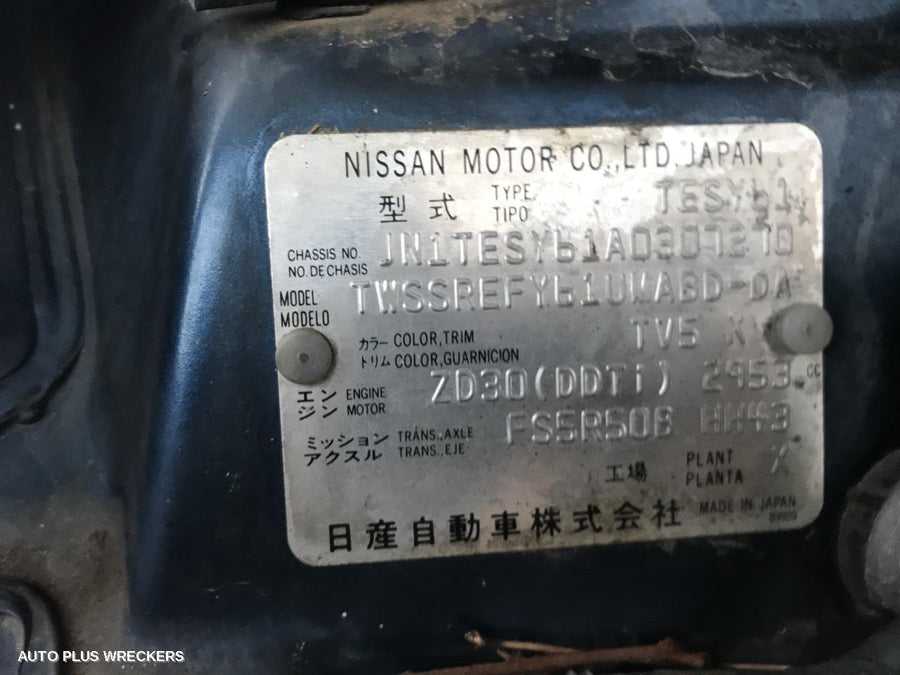 NISSAN MOTOR CO.,LTD.JAPAN
型式 TYPE TIPO TESY61
CHASSIS NO. NO.DE CHASIS JN1TESY61A0307270
MODEL MODELO TWSSREFY61UWABD-DA
カラー COLOR,TRIM TV5
トリム COLOR,GUARNICION
エンジン ENGINE MOTOR ZD30(DDTi) 2953 CC
ミッション アクスル TRANS.,AXLE TRANS.,EJE FS5R50B HH43
工場 PLANT PLANTA
日産自動車株式会社 MADE IN JAPAN
AUTO PLUS WRECKERS